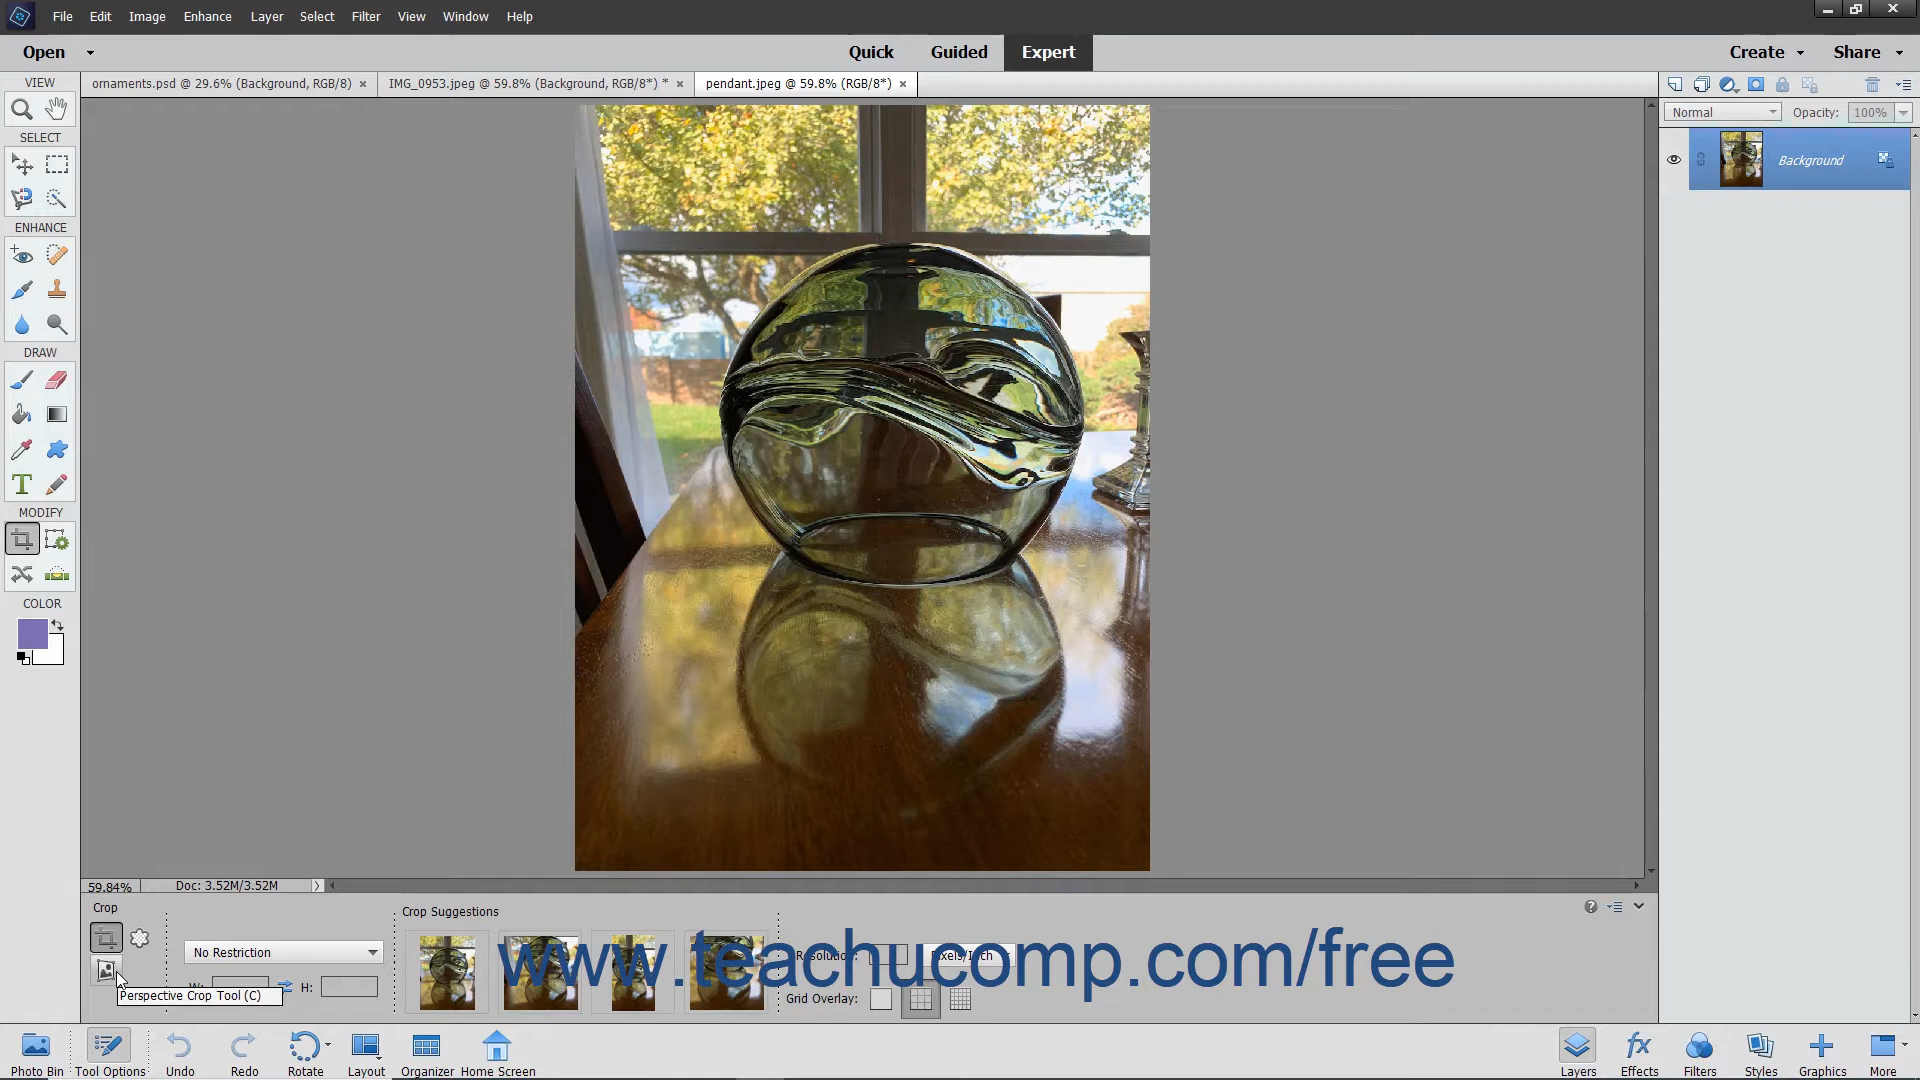 File Edit Image Enhance Layer Select Filter View Window Help
Open Quick Guided Expert Create Share
VIEW
ornaments.psd @ 29.6% (Background, RGB/8) × IMG_0953.jpeg @ 59.8% (Background, RGB/8*) * × pendant.jpeg @ 59.8% (RGB/8*) ×
Normal Opacity: 100%
SELECT
Background
ENHANCE
DRAW
MODIFY
COLOR
59.84% Doc: 3.52M/3.52M
Crop
Crop Suggestions
No Restriction
Resolution: Pixels/Inch
www.teachucomp.com/free
W: H:
Perspective Crop Tool (C)
Grid Overlay:
Photo Bin Tool Options Undo Redo Rotate Layout Organizer Home Screen Layers Effects Filters Styles Graphics More